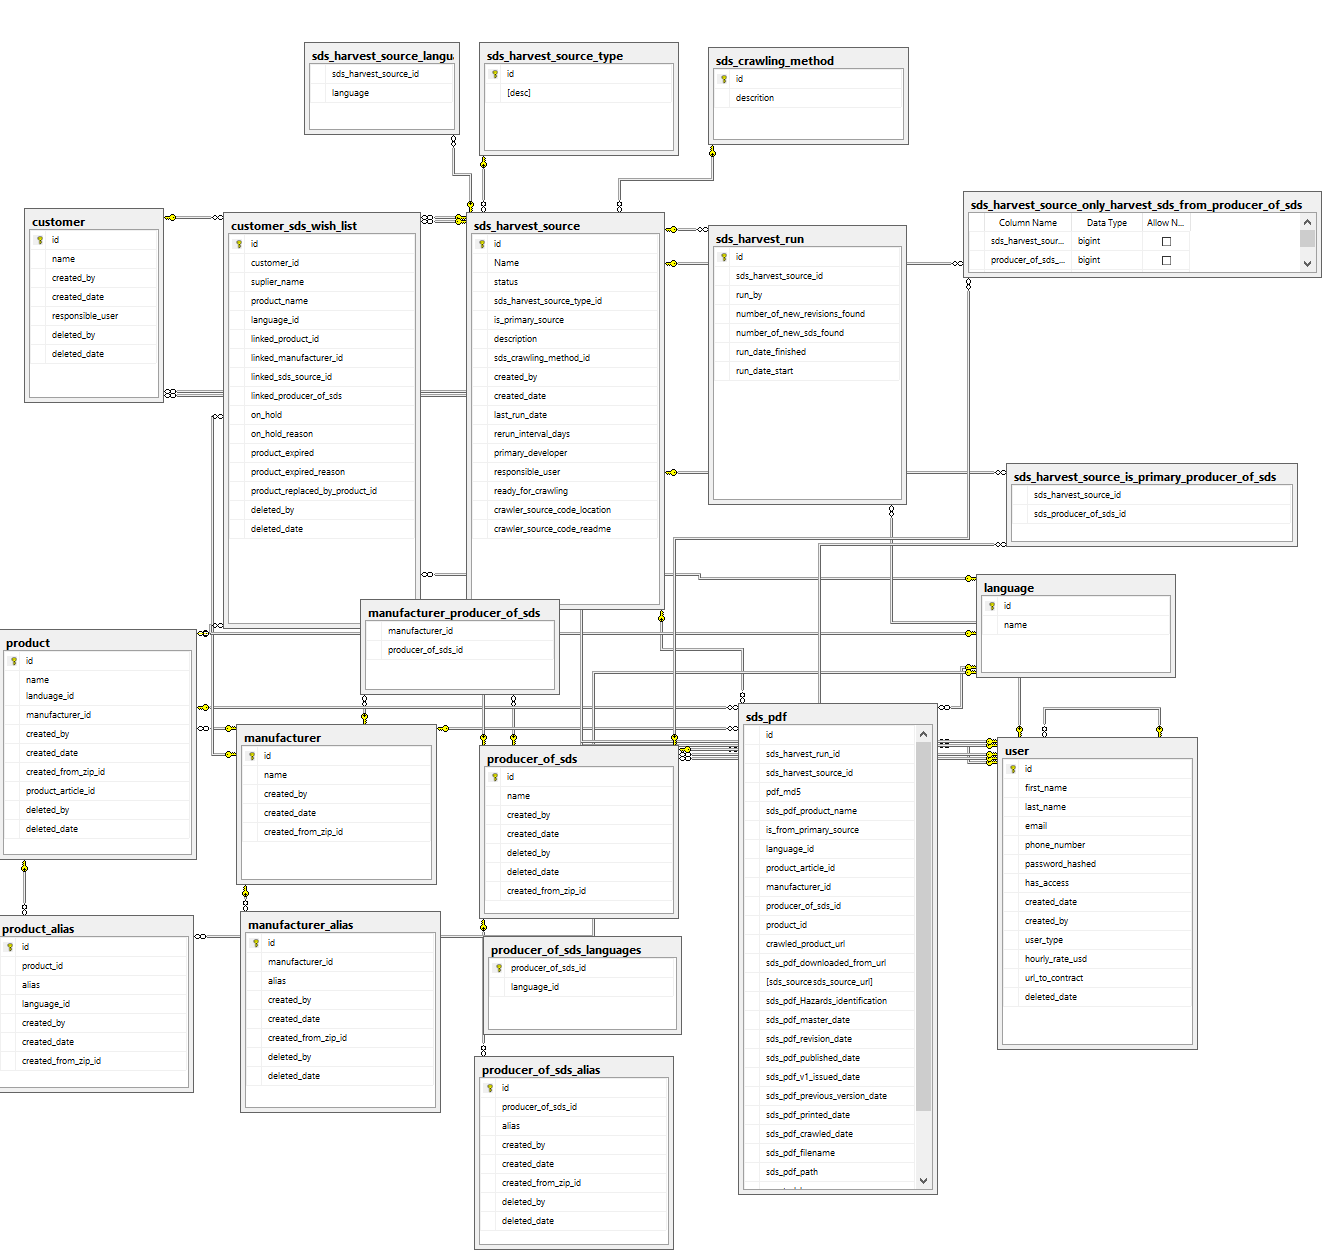 sds_harvest_source_langu
sds_harvest_source_id
language
sds_harvest_source_type
id
[desc]
sds_crawling_method
id
descrition
customer
id
name
created_by
created_date
responsible_user
deleted_by
deleted_date
customer_sds_wish_list
id
customer_id
suplier_name
product_name
language_id
linked_product_id
linked_manufacturer_id
linked_sds_source_id
linked_producer_of_sds
on_hold
on_hold_reason
product_expired
product_expired_reason
product_replaced_by_product_id
deleted_by
deleted_date
sds_harvest_source
id
Name
status
sds_harvest_source_type_id
is_primary_source
description
sds_crawling_method_id
created_by
created_date
last_run_date
rerun_interval_days
primary_developer
responsible_user
ready_for_crawling
crawler_source_code_location
crawler_source_code_readme
sds_harvest_run
id
sds_harvest_source_id
run_by
number_of_new_revisions_found
number_of_new_sds_found
run_date_finished
run_date_start
sds_harvest_source_only_harvest_sds_from_producer_of_sds
Column Name Data Type Allow N...
sds_harvest_sour... bigint
producer_of_sds_... bigint
sds_harvest_source_is_primary_producer_of_sds
sds_harvest_source_id
sds_producer_of_sds_id
language
id
name
manufacturer_producer_of_sds
manufacturer_id
producer_of_sds_id
product
id
name
landuage_id
manufacturer_id
created_by
created_date
created_from_zip_id
product_article_id
deleted_by
deleted_date
manufacturer
id
name
created_by
created_date
created_from_zip_id
producer_of_sds
id
name
created_by
created_date
deleted_by
deleted_date
created_from_zip_id
sds_pdf
id
sds_harvest_run_id
sds_harvest_source_id
pdf_md5
sds_pdf_product_name
is_from_primary_source
language_id
product_article_id
manufacturer_id
producer_of_sds_id
product_id
crawled_product_url
sds_pdf_downloaded_from_url
[sds_sourcesds_source_url]
sds_pdf_Hazards_identification
sds_pdf_master_date
sds_pdf_revision_date
sds_pdf_published_date
sds_pdf_v1_issued_date
sds_pdf_previous_version_date
sds_pdf_printed_date
sds_pdf_crawled_date
sds_pdf_filename
sds_pdf_path
user
id
first_name
last_name
email
phone_number
password_hashed
has_access
created_date
created_by
user_type
hourly_rate_usd
url_to_contract
deleted_date
product_alias
id
product_id
alias
language_id
created_by
created_date
created_from_zip_id
manufacturer_alias
id
manufacturer_id
alias
created_by
created_date
created_from_zip_id
deleted_by
deleted_date
producer_of_sds_languages
producer_of_sds_id
language_id
producer_of_sds_alias
id
producer_of_sds_id
alias
created_by
created_date
created_from_zip_id
deleted_by
deleted_date